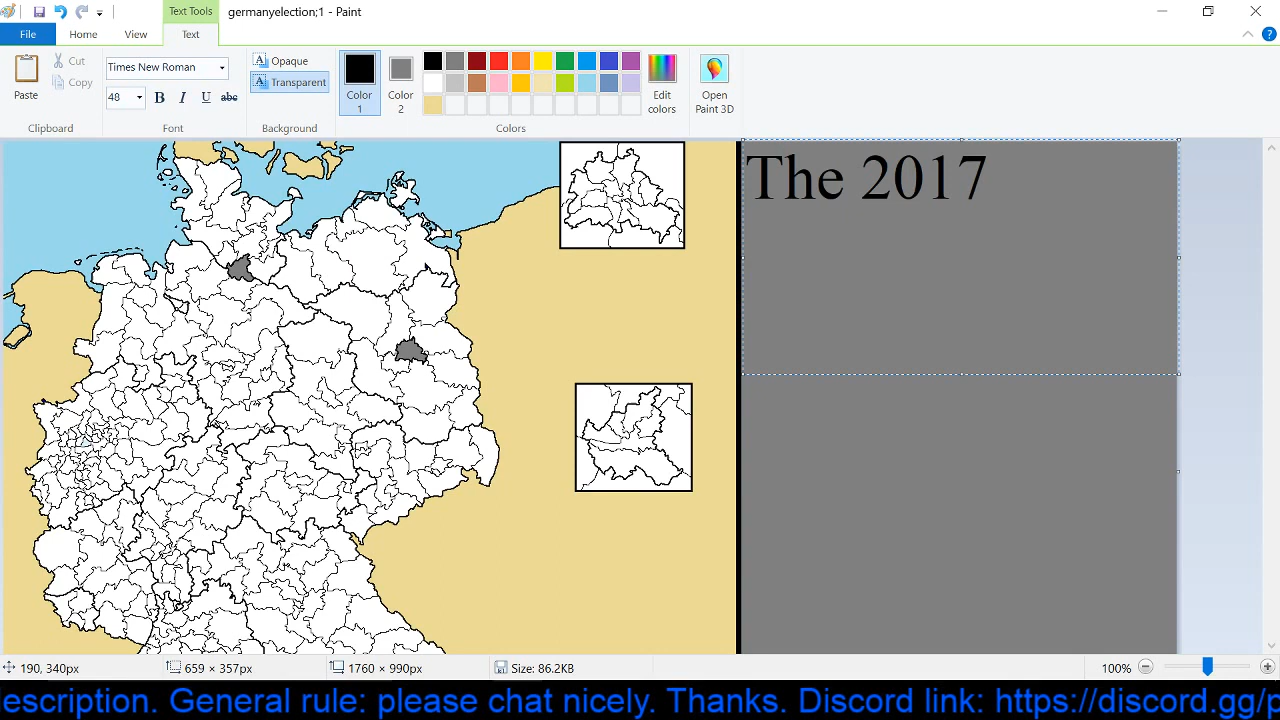 Text Tools
germanyelection;1 - Paint
File
Home
View
Text
Paste
Cut
Copy
Clipboard
Times New Roman
48
B I U abc
Font
Opaque
Transparent
Background
Color 1
Color 2
Edit colors
Colors
Open Paint 3D
The 2017
190, 340px
659 × 357px
1760 × 990px
Size: 86.2KB
100%
escription. General rule: please chat nicely. Thanks. Discord link: https://discord.gg/p